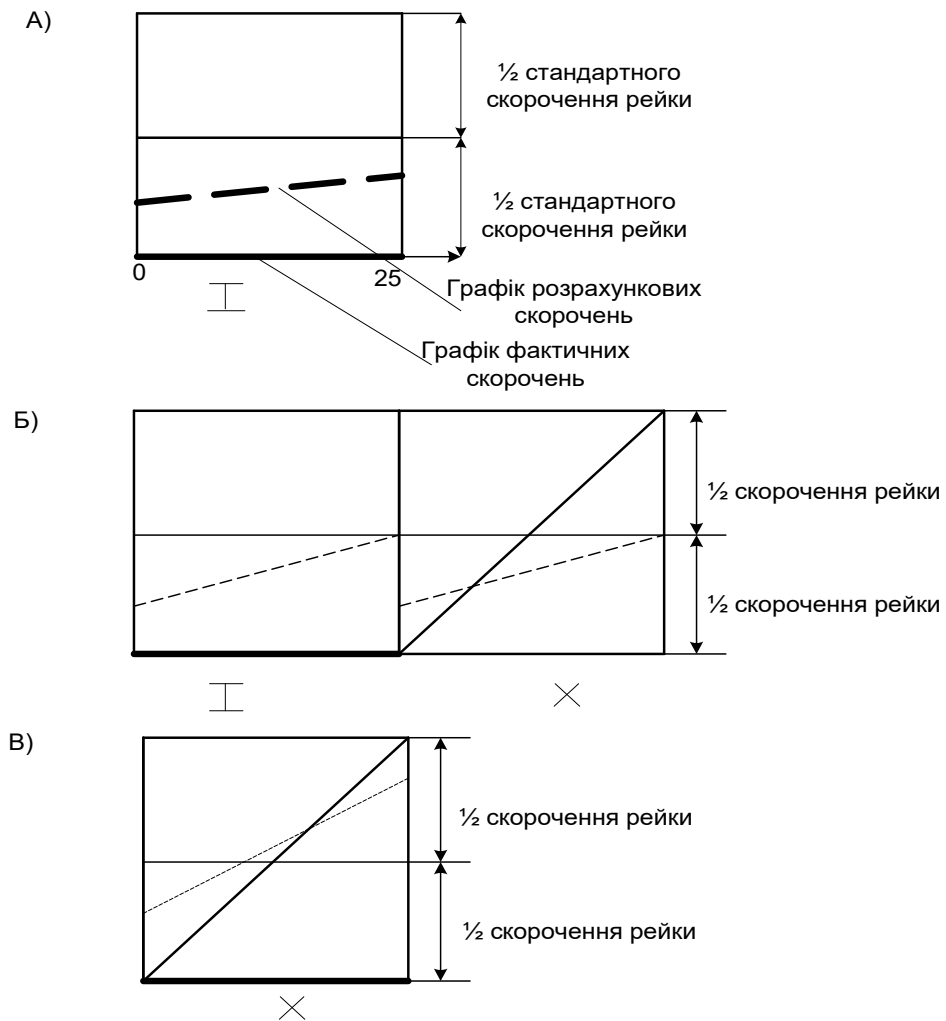 А)
½ стандартного
скорочення рейки
½ стандартного
скорочення рейки
0
25
Графік розрахункових
скорочень
Графік фактичних
скорочень
Б)
½ скорочення рейки
½ скорочення рейки
В)
½ скорочення рейки
½ скорочення рейки